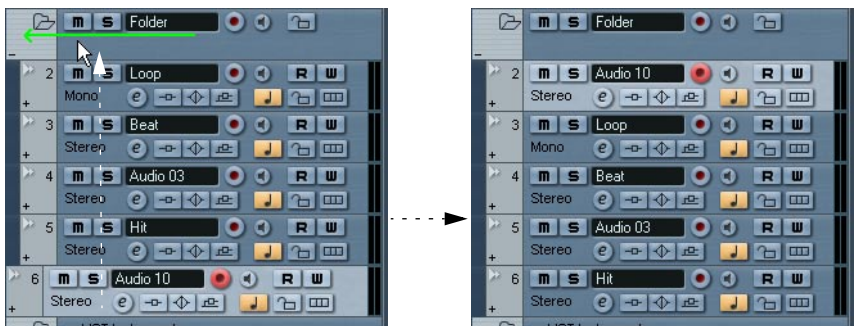 m S Folder
2 m S Loop R W
Mono e
3 m S Beat R W
Stereo e
4 m S Audio 03 R W
Stereo e
5 m S Hit R W
Stereo e
6 m S Audio 10 R W
Stereo e
m S Folder
2 m S Audio 10 R W
Stereo e
3 m S Loop R W
Mono e
4 m S Beat R W
Stereo e
5 m S Audio 03 R W
Stereo e
6 m S Hit R W
Stereo e